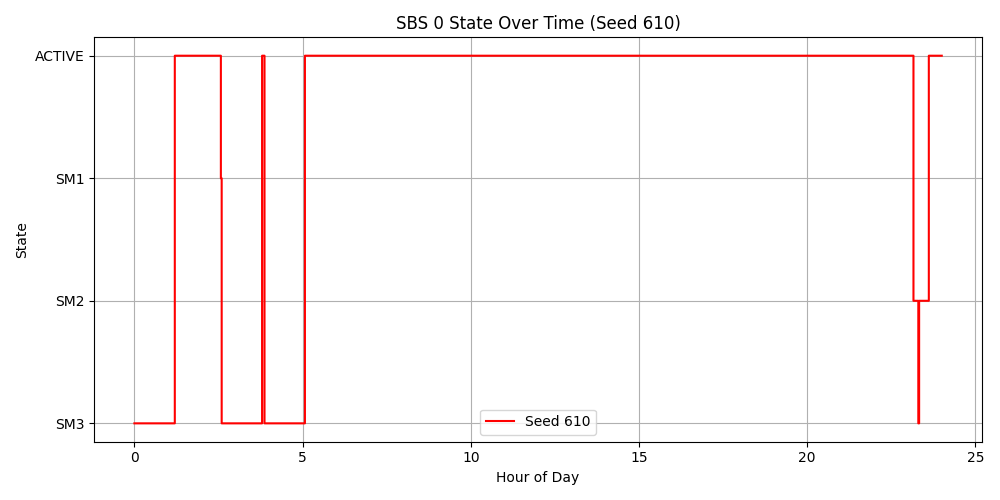 SBS 0 State Over Time (Seed 610)
ACTIVE
SM1
SM2
SM3
State
0
5
10
15
20
25
Hour of Day
Seed 610